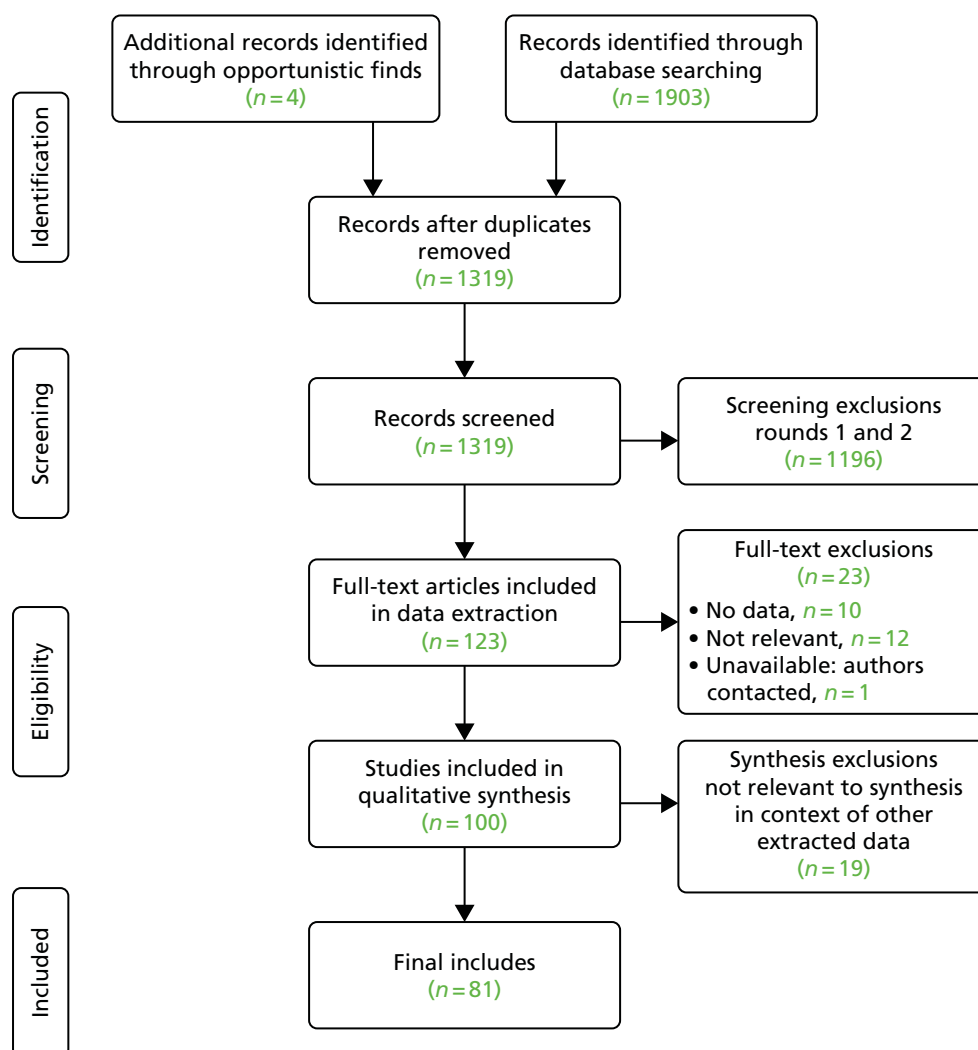 Additional records identified
through opportunistic finds
(n=4)
Records identified through
database searching
(n=1903)
Identification
Records after duplicates
removed
(n=1319)
Screening
Records screened
(n=1319)
Screening exclusions
rounds 1 and 2
(n=1196)
Eligibility
Full-text articles included
in data extraction
(n=123)
Full-text exclusions
(n=23)
• No data, n=10
• Not relevant, n=12
• Unavailable: authors
contacted, n=1
Studies included in
qualitative synthesis
(n=100)
Synthesis exclusions
not relevant to synthesis
in context of other
extracted data
(n=19)
Included
Final includes
(n=81)